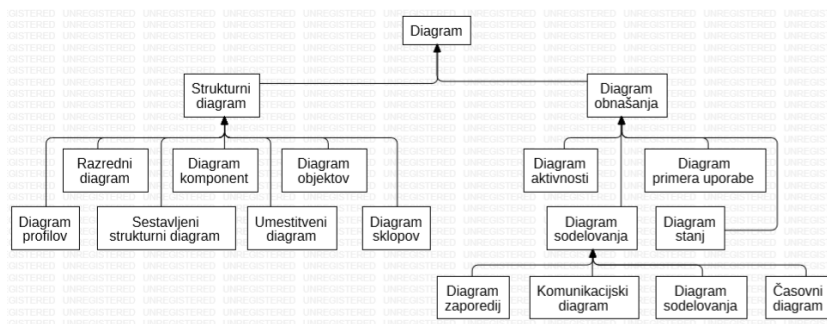 Diagram
Strukturni
diagram
Diagram
obnašanja
Razredni
diagram
Diagram
komponent
Diagram
objektov
Diagram
aktivnosti
Diagram
primera uporabe
Diagram
profilov
Sestavljeni
strukturni diagram
Umestitveni
diagram
Diagram
sklopov
Diagram
sodelovanja
Diagram
stanj
Diagram
zaporedij
Komunikacijski
diagram
Diagram
sodelovanja
Časovni
diagram